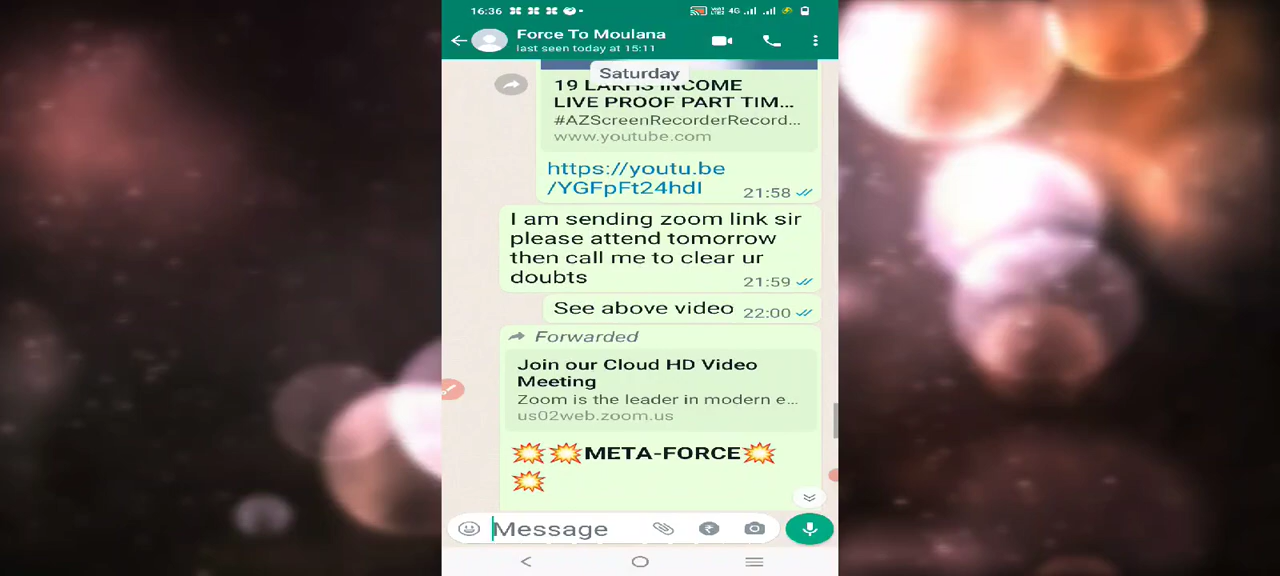 16:36
4G
Force To Moulana
last seen today at 15:11
Saturday
19 LAKHS INCOME
LIVE PROOF PART TIM...
#AZScreenRecorderRecord...
www.youtube.com
https://youtu.be
/YGFpFt24hdI 21:58
I am sending zoom link sir
please attend tomorrow
then call me to clear ur
doubts 21:59
See above video 22:00
Forwarded
Join our Cloud HD Video
Meeting
Zoom is the leader in modern e...
us02web.zoom.us
💥💥META-FORCE💥
💥
Message